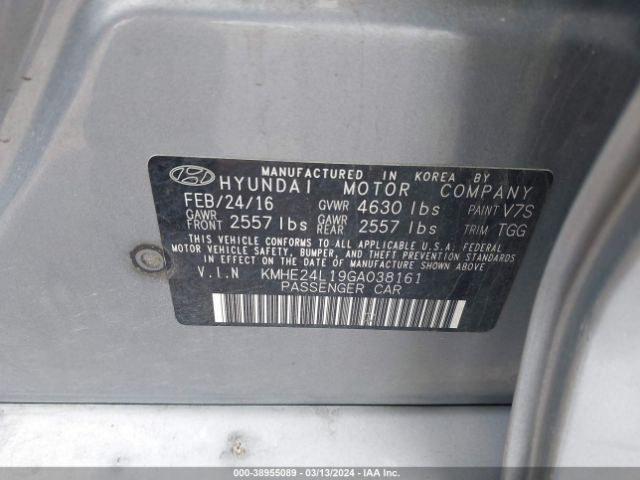 MANUFACTURED IN KOREA BY
HYUNDAI MOTOR COMPANY
FEB/24/16 GVWR 4630 lbs PAINT V7S
GAWR FRONT 2557 lbs GAWR REAR 2557 lbs TRIM TGG
THIS VEHICLE CONFORMS TO ALL APPLICABLE U.S.A. FEDERAL
MOTOR VEHICLE SAFETY, BUMPER, AND THEFT PREVENTION STANDARDS
IN EFFECT ON THE DATE OF MANUFACTURE SHOWN ABOVE.
V.I.N KMHE24L19GA038161
PASSENGER CAR
000-38955089 - 03/13/2024 - IAA Inc.